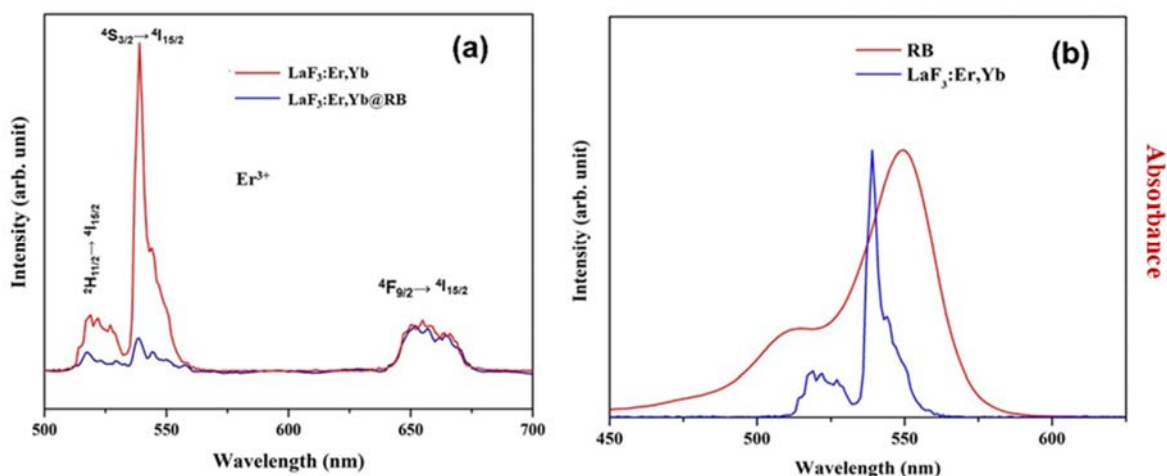 (a)
⁴S₃/₂→⁴I₁₅/₂
LaF₃:Er,Yb
LaF₃:Er,Yb@RB
Er³⁺
²H₁₁/₂→⁴I₁₅/₂
⁴F₉/₂→⁴I₁₅/₂
Intensity (arb. unit)
500 550 600 650 700
Wavelength (nm)
(b)
RB
LaF₃:Er,Yb
Intensity (arb. unit)
Absorbance
450 500 550 600
Wavelength (nm)